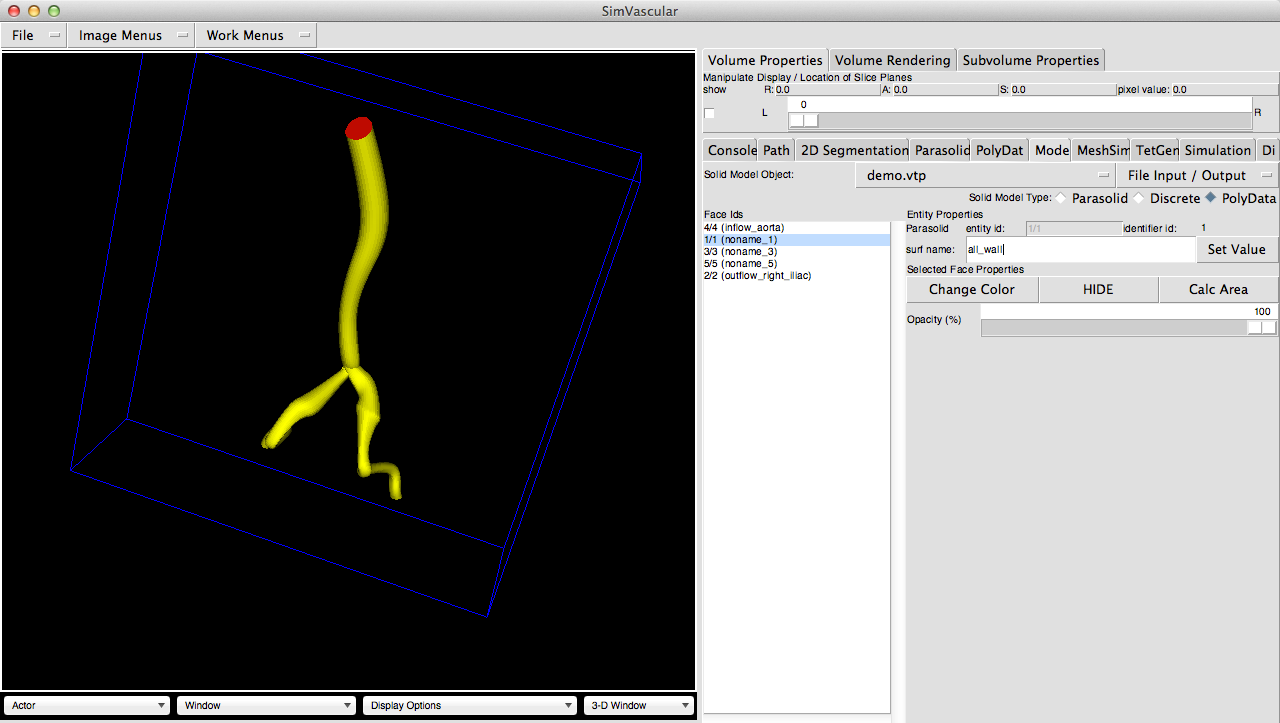 SimVascular
File Image Menus Work Menus
Volume Properties Volume Rendering Subvolume Properties
Manipulate Display / Location of Slice Planes
show R: 0.0 A: 0.0 S: 0.0 pixel value: 0.0
0
L R
Console Path 2D Segmentation Parasolid PolyDat Mode MeshSim TetGen Simulation Di
Solid Model Object: demo.vtp File Input / Output
Solid Model Type: Parasolid Discrete PolyData
Face Ids Entity Properties
4/4 (inflow_aorta) Parasolid entity id: 1/1 identifier id: 1
1/1 (noname_1)
3/3 (noname_3) surf name: all_wall Set Value
5/5 (noname_5)
2/2 (outflow_right_iliac) Selected Face Properties
Change Color HIDE Calc Area
Opacity (%) 100
Actor Window Display Options 3-D Window